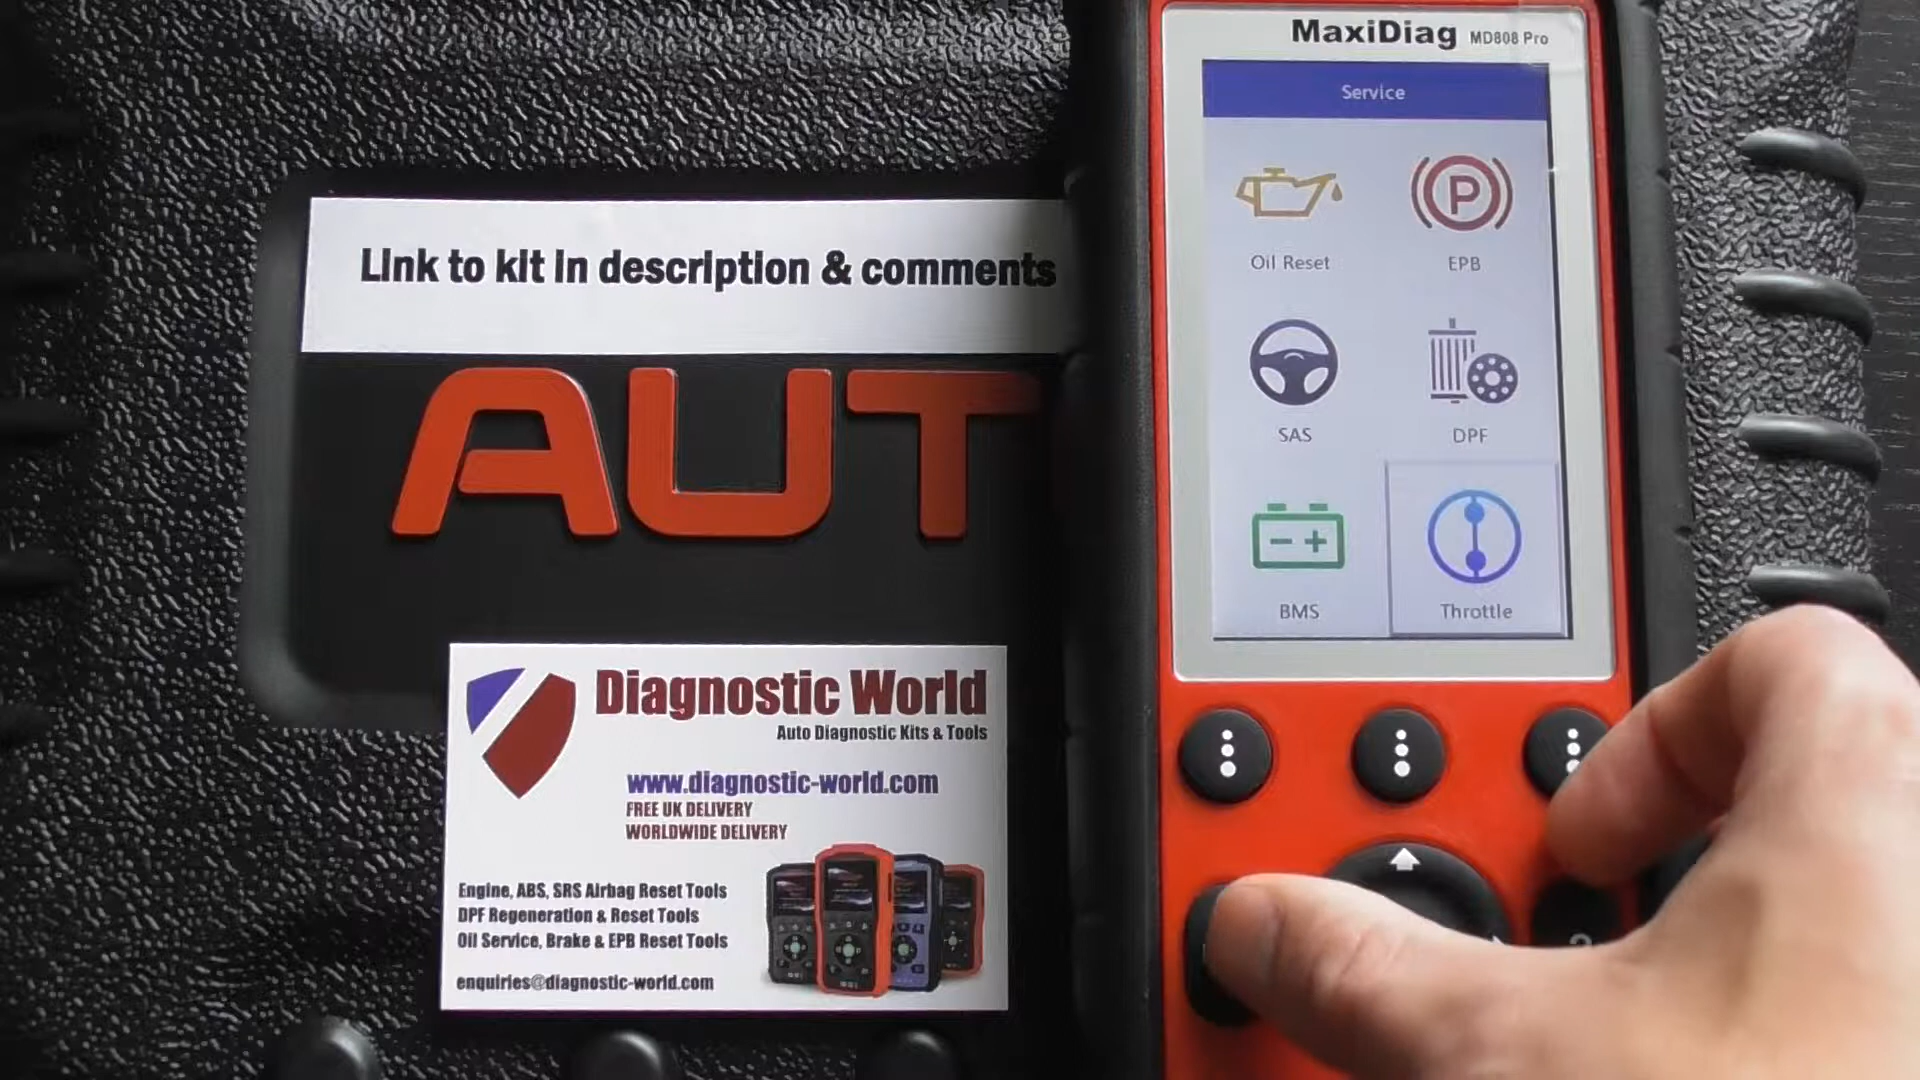 Link to kit in description & comments
AUT
Diagnostic World
Auto Diagnostic Kits & Tools
www.diagnostic-world.com
FREE UK DELIVERY
WORLDWIDE DELIVERY
Engine, ABS, SRS Airbag Reset Tools
DPF Regeneration & Reset Tools
Oil Service, Brake & EPB Reset Tools
enquiries@diagnostic-world.com
MaxiDiag MD808 Pro
Service
P
Oil Reset
EPB
SAS
DPF
- +
BMS
Throttle